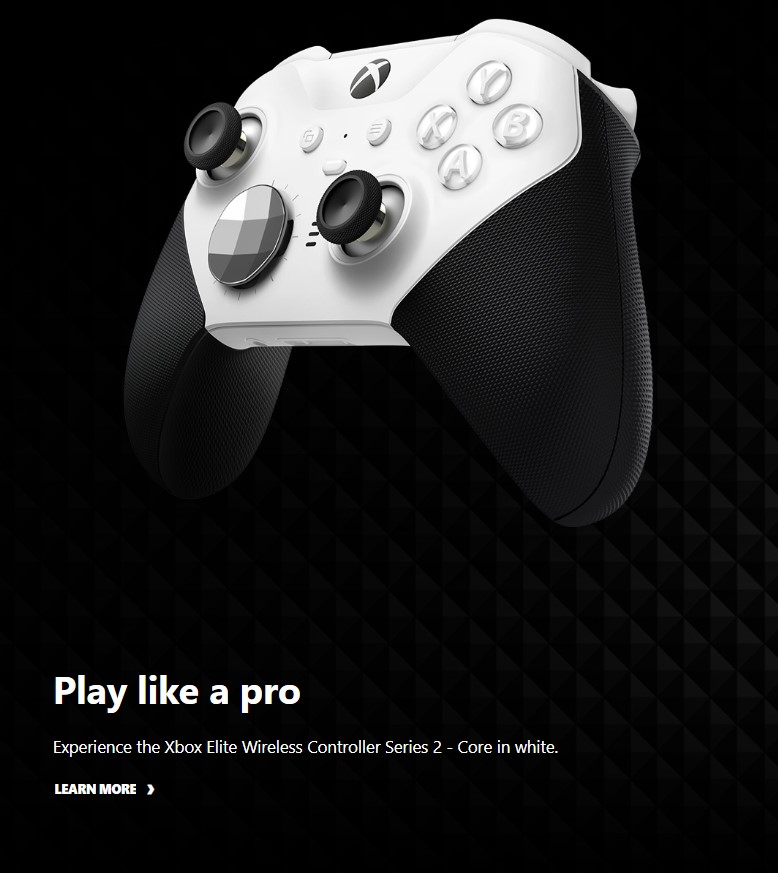 Y
X
B
A
Play like a pro
Experience the Xbox Elite Wireless Controller Series 2 - Core in white.
LEARN MORE